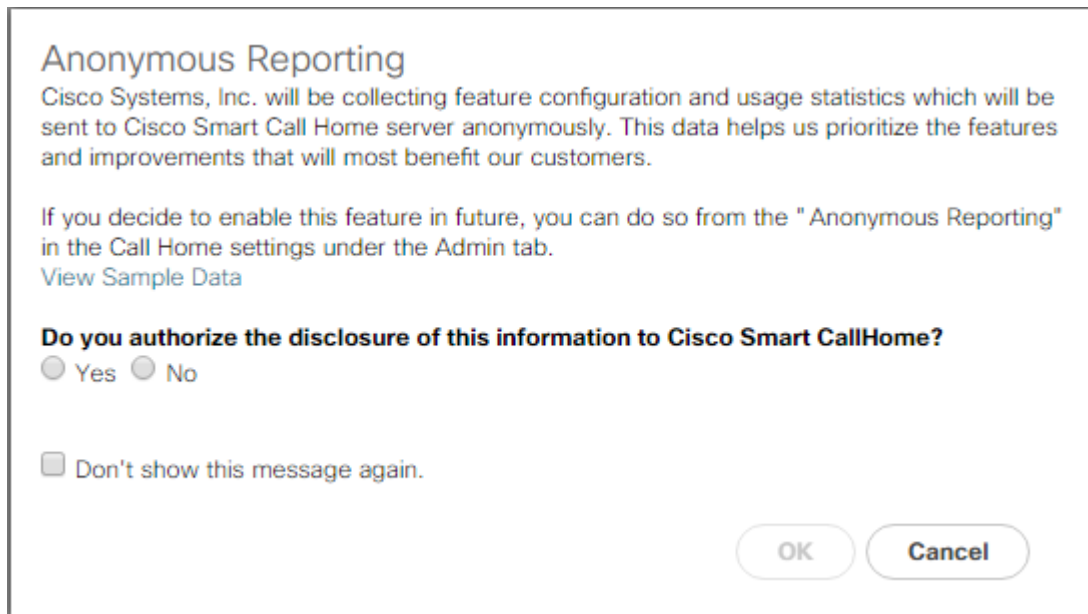 Anonymous Reporting
Cisco Systems, Inc. will be collecting feature configuration and usage statistics which will be
sent to Cisco Smart Call Home server anonymously. This data helps us prioritize the features
and improvements that will most benefit our customers.
If you decide to enable this feature in future, you can do so from the " Anonymous Reporting"
in the Call Home settings under the Admin tab.
View Sample Data
Do you authorize the disclosure of this information to Cisco Smart CallHome?
Yes No
Don't show this message again.
OK Cancel